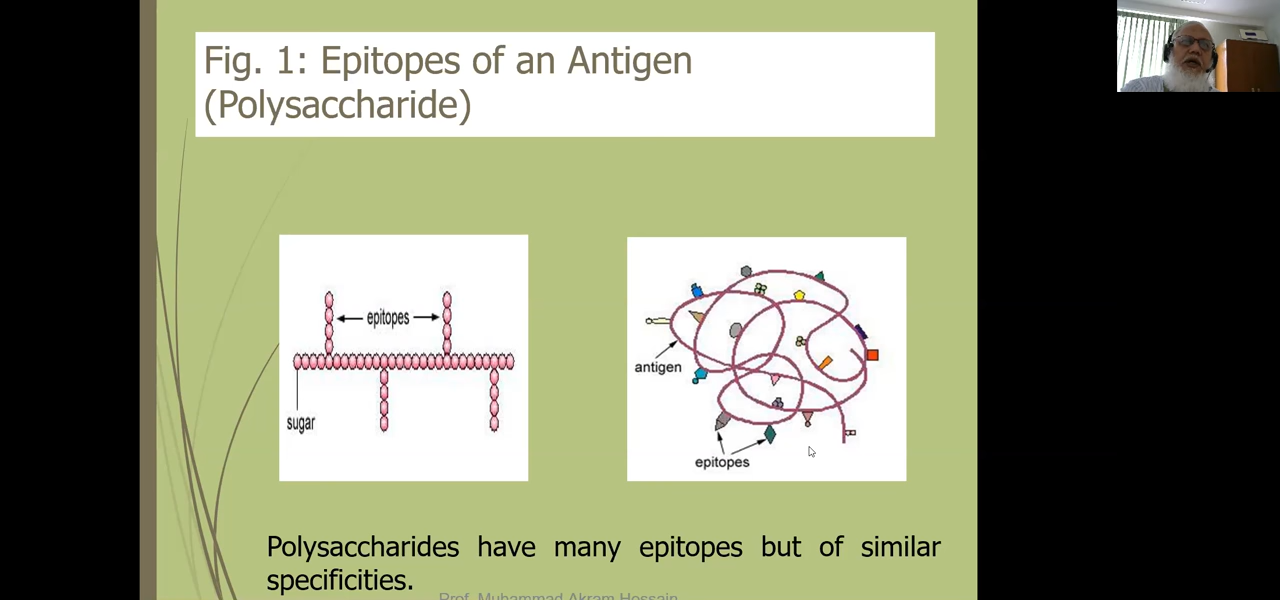 Fig. 1: Epitopes of an Antigen
(Polysaccharide)
epitopes
sugar
antigen
epitopes
Polysaccharides have many epitopes but of similar
specificities.
Prof. Muhammad Akram Hossain